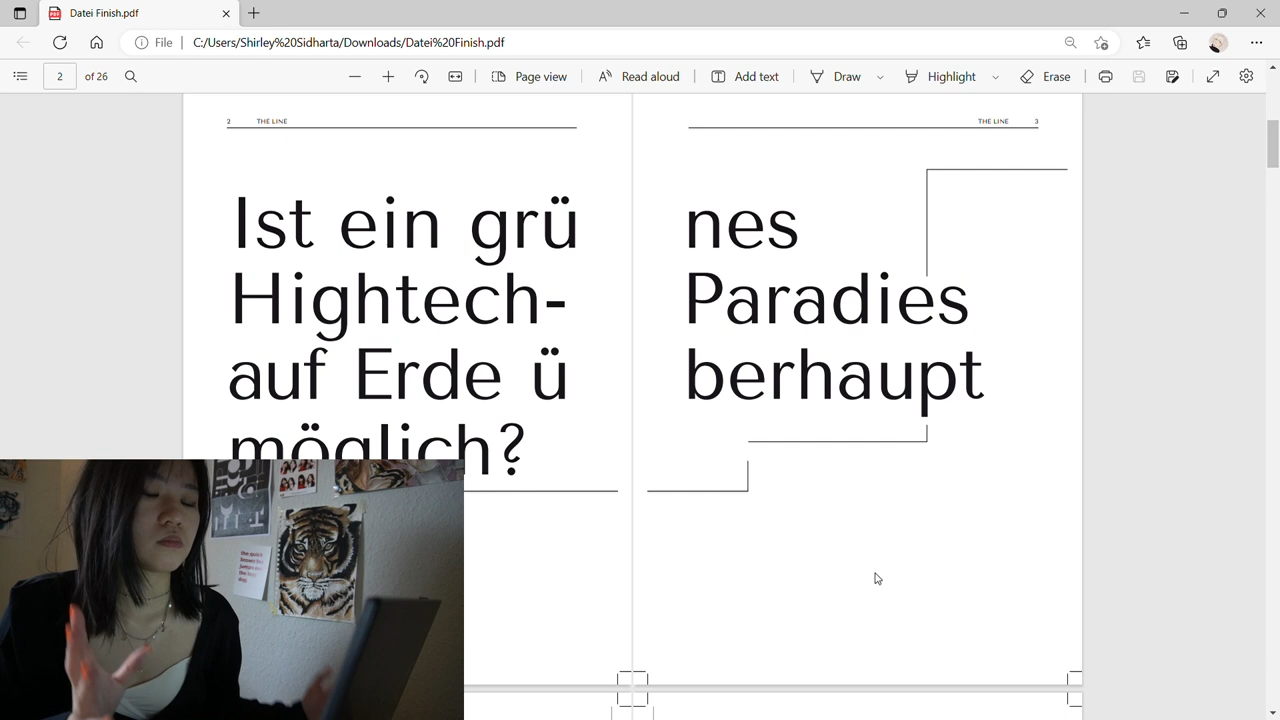 Datei Finish.pdf
File
C:/Users/Shirley%20Sidharta/Downloads/Datei%20Finish.pdf
2 of 26
Page view
Read aloud
Add text
Draw
Highlight
Erase
2 THE LINE
THE LINE 3
Ist ein grü
Hightech-
auf Erde ü
möglich?
nes
Paradies
berhaupt